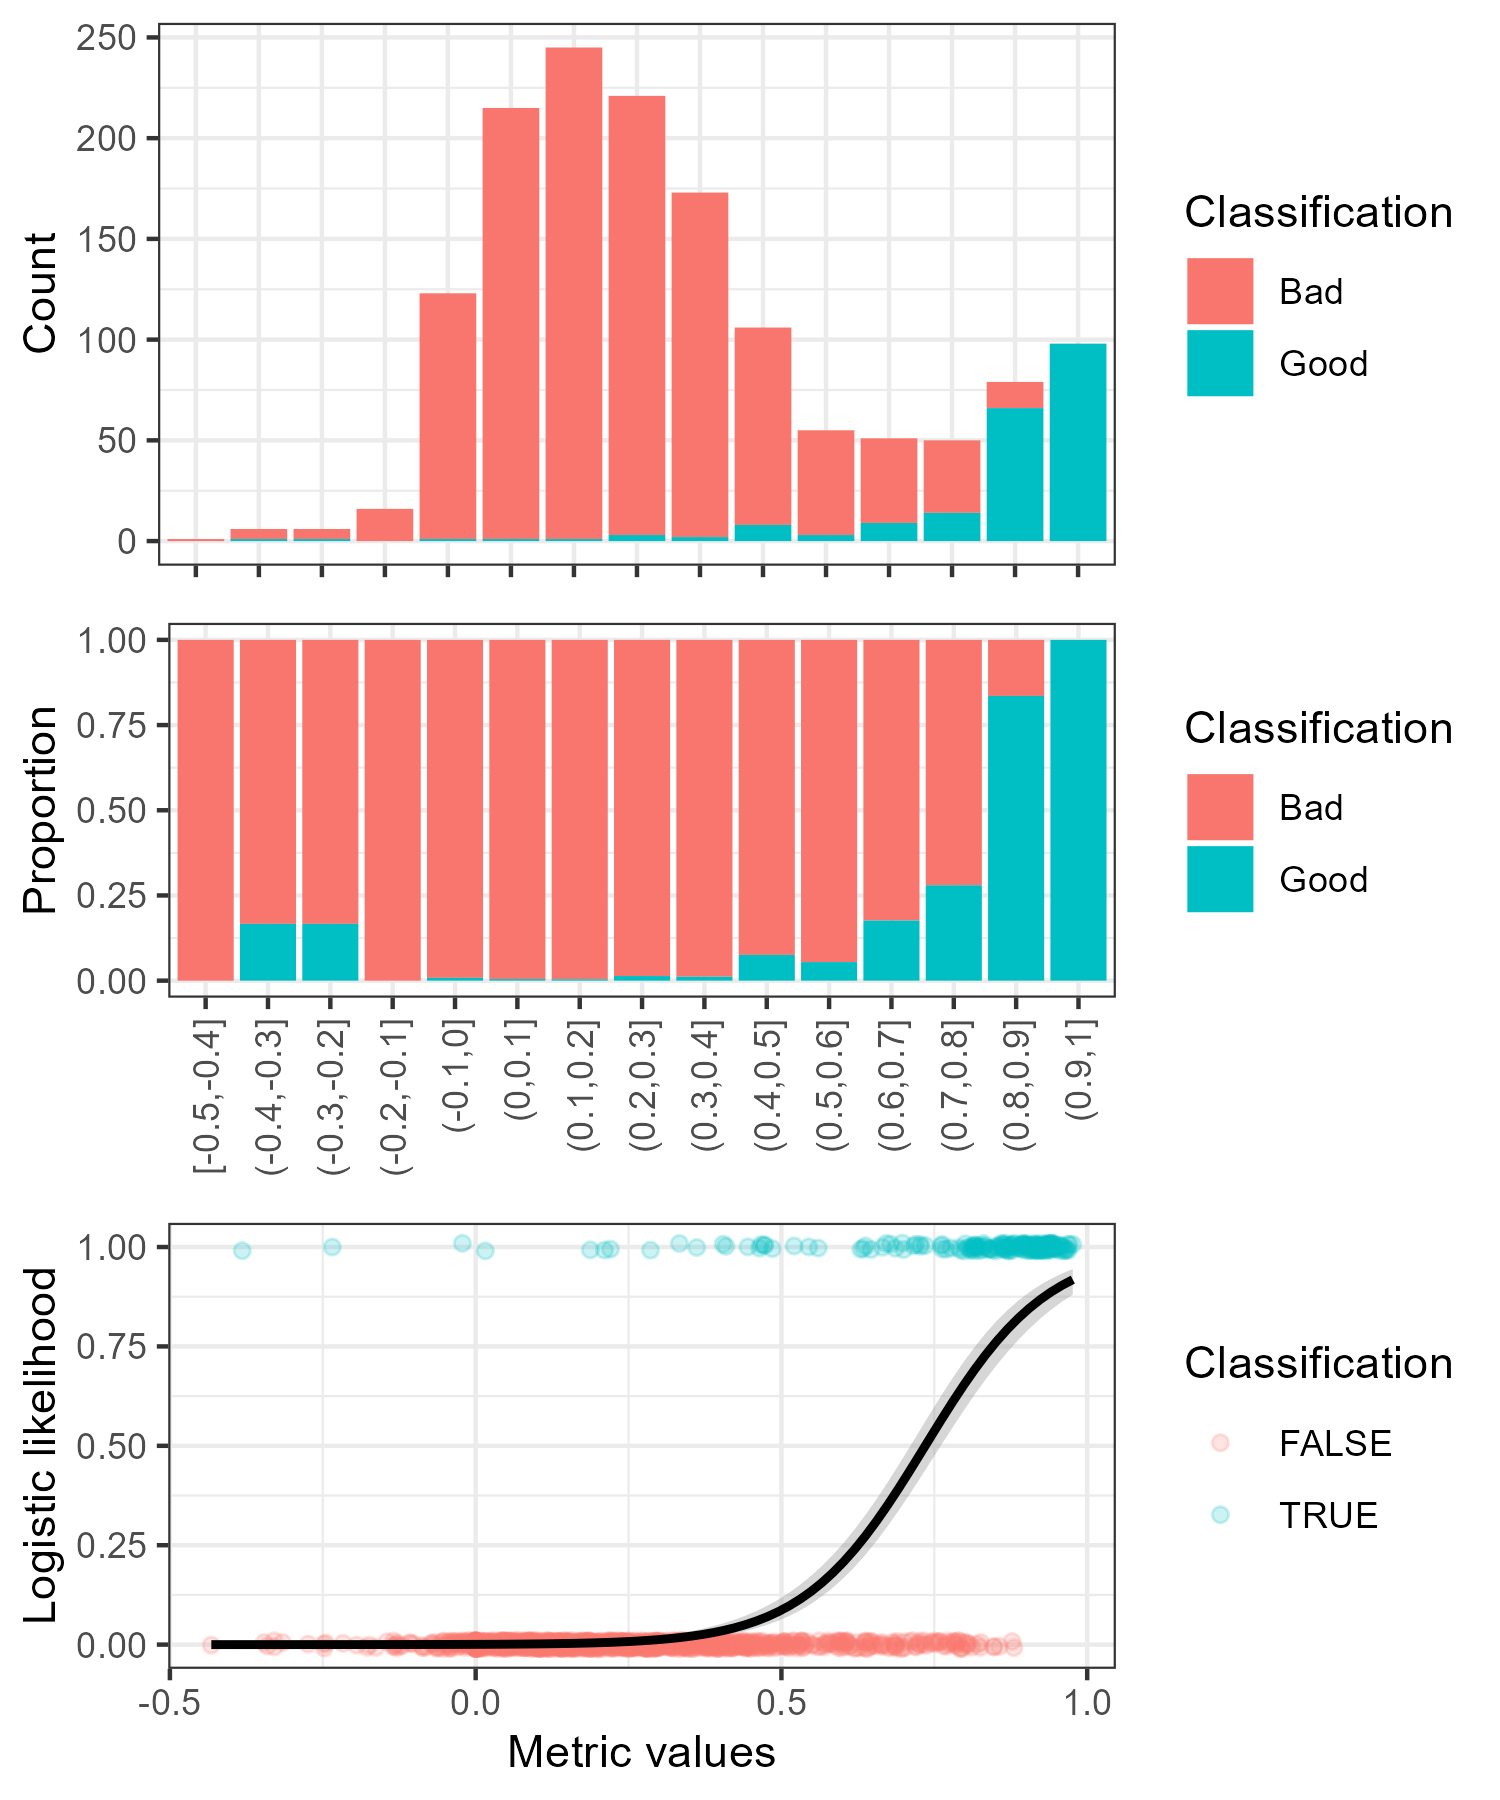 250
200
150
100
50
0
Count
Classification
Bad
Good
1.00
0.75
0.50
0.25
0.00
Proportion
Classification
Bad
Good
[-0.5,-0.4]
(-0.4,-0.3]
(-0.3,-0.2]
(-0.2,-0.1]
(-0.1,0]
(0,0.1]
(0.1,0.2]
(0.2,0.3]
(0.3,0.4]
(0.4,0.5]
(0.5,0.6]
(0.6,0.7]
(0.7,0.8]
(0.8,0.9]
(0.9,1]
1.00
0.75
0.50
0.25
0.00
Logistic likelihood
Classification
FALSE
TRUE
-0.5
0.0
0.5
1.0
Metric values